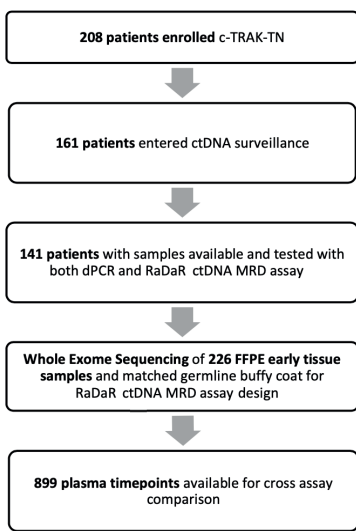 208 patients enrolled c-TRAK-TN
161 patients entered ctDNA surveillance
141 patients with samples available and tested with
both dPCR and RaDaR ctDNA MRD assay
Whole Exome Sequencing of 226 FFPE early tissue
samples and matched germline buffy coat for
RaDaR ctDNA MRD assay design
899 plasma timepoints available for cross assay
comparison